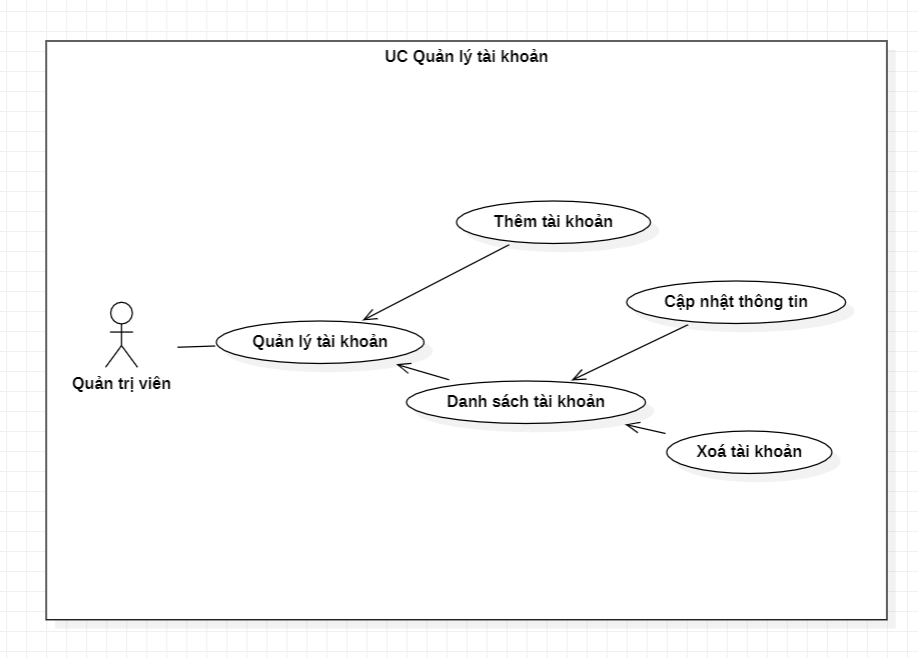 UC Quản lý tài khoản
Thêm tài khoản
Cập nhật thông tin
Quản lý tài khoản
Quản trị viên
Danh sách tài khoản
Xoá tài khoản